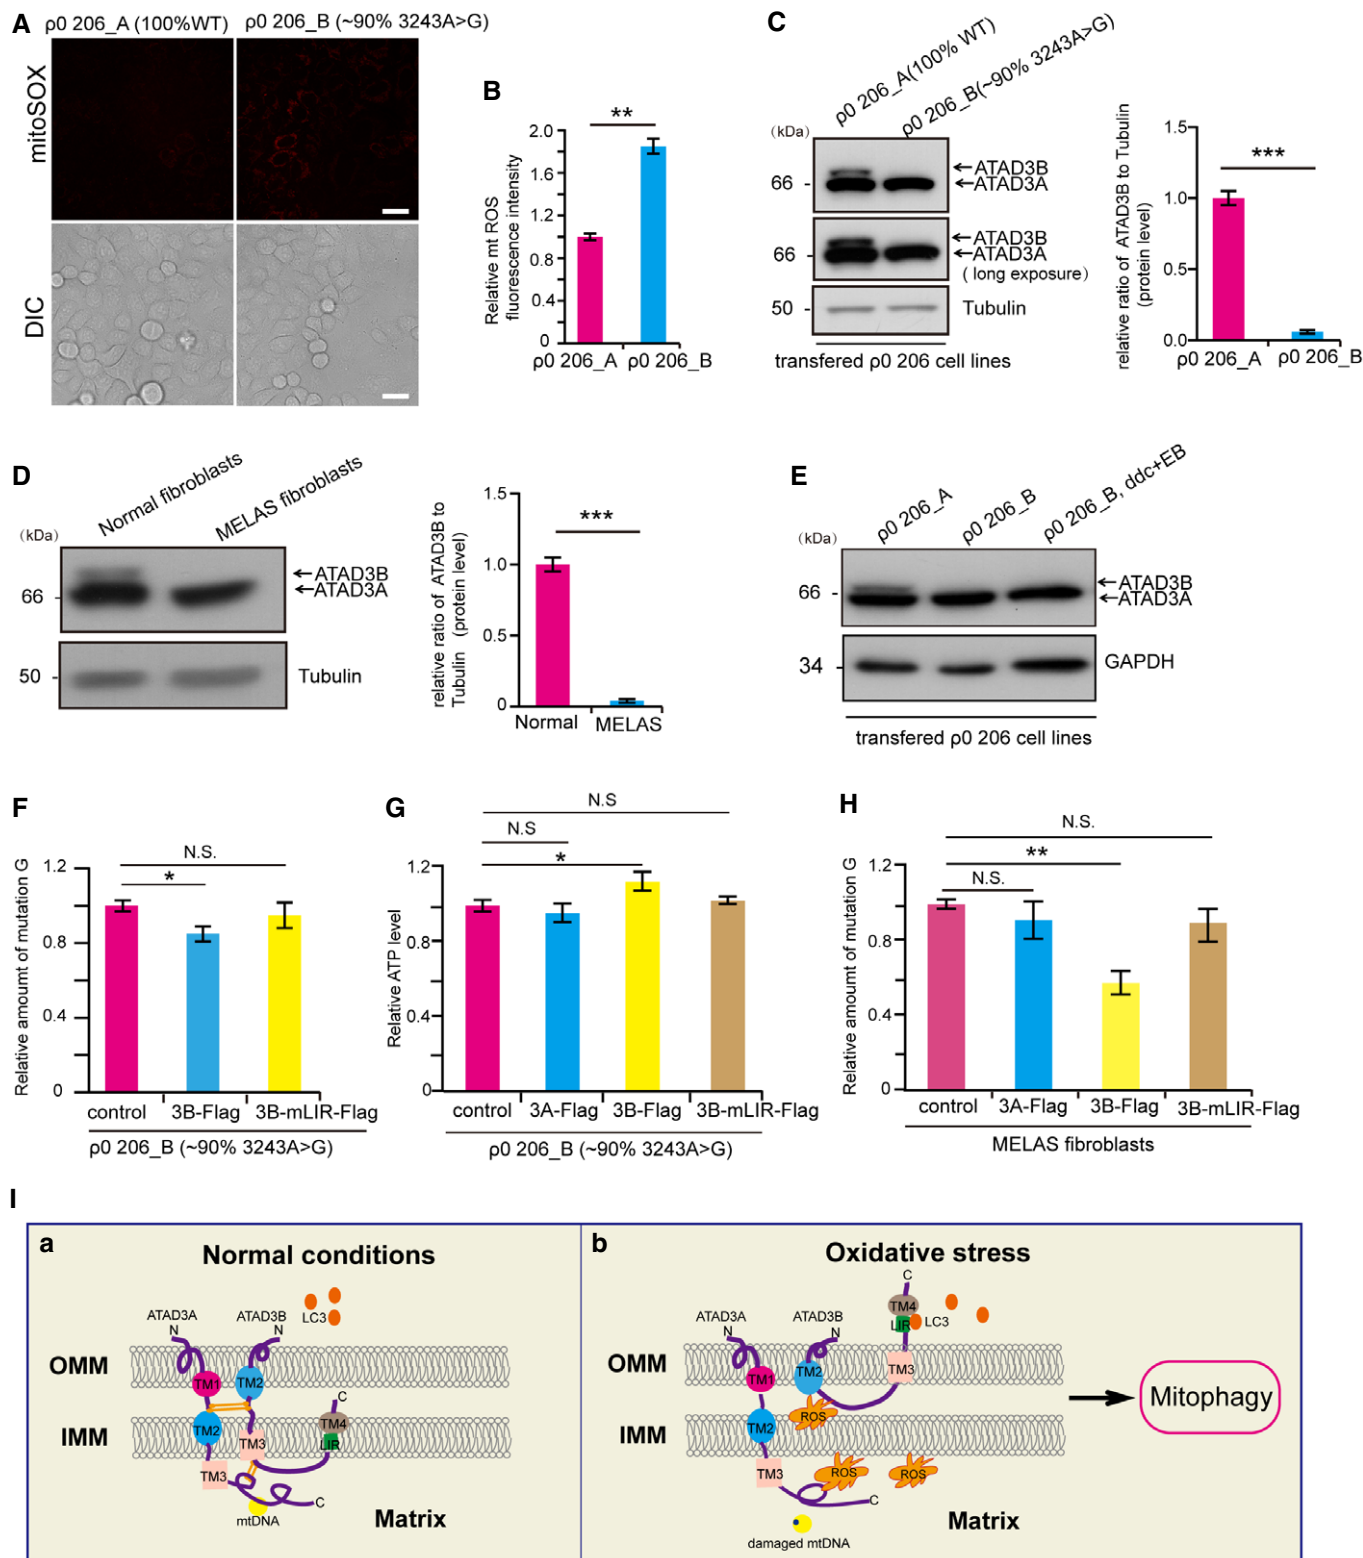 A
ρ0 206_A (100%WT)
ρ0 206_B (~90% 3243A>G)
mitoSOX
DIC
B
**
Relative mt ROS
fluorescence intensity
2.0
1.6
1.2
0.8
0.4
0
ρ0 206_A
ρ0 206_B
C
ρ0 206_A(100% WT)
ρ0 206_B(~90% 3243A>G)
(kDa)
66
ATAD3B
ATAD3A
66
ATAD3B
ATAD3A
( long exposure)
50
Tubulin
transfered ρ0 206 cell lines
relative ratio of ATAD3B to Tubulin
(protein level)
1.5
1.0
0.5
0.0
***
ρ0 206_A
ρ0 206_B
D
Normal fibroblasts
MELAS fibroblasts
(kDa)
66
ATAD3B
ATAD3A
50
Tubulin
relative ratio of ATAD3B to
Tubulin (protein level)
1.5
1.0
0.5
0
***
Normal
MELAS
E
ρ0 206_A
ρ0 206_B
ρ0 206_B, ddc+EB
(kDa)
66
ATAD3B
ATAD3A
34
GAPDH
transfered ρ0 206 cell lines
F
Relative amoumt of mutation G
1.2
0.8
0.4
0
N.S.
*
control
3B-Flag
3B-mLIR-Flag
ρ0 206_B (~90% 3243A>G)
G
Relative ATP level
1.2
0.8
0.4
0
N.S
N.S
*
control
3A-Flag
3B-Flag
3B-mLIR-Flag
ρ0 206_B (~90% 3243A>G)
H
Relative amount of mutation G
1.2
0.8
0.4
0
N.S.
**
N.S.
control
3A-Flag
3B-Flag
3B-mLIR-Flag
MELAS fibroblasts
I
a
Normal conditions
ATAD3A
N
ATAD3B
N
LC3
OMM
TM1
TM2
C
IMM
TM2
TM3
TM4
LIR
TM3
C
mtDNA
Matrix
b
Oxidative stress
C
ATAD3A
N
ATAD3B
N
TM4
LIR
LC3
OMM
TM1
TM2
TM3
IMM
TM2
ROS
TM3
ROS
ROS
C
damaged mtDNA
Matrix
Mitophagy